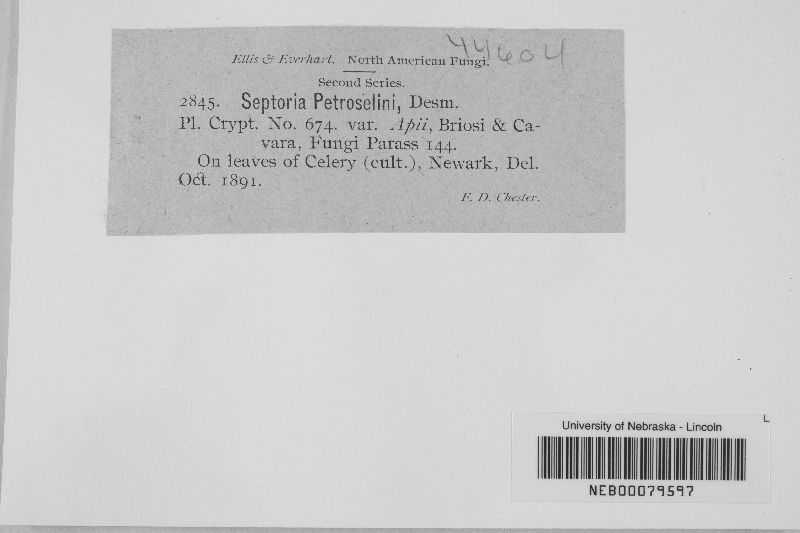 44604
Ellis & Everhart. North American Fungi.
Second Series.
2845. Septoria Petroselini, Desm.
Pl. Crypt. No. 674. var. Apii, Briosi & Ca-
vara, Fungi Parass 144.
On leaves of Celery (cult.), Newark, Del.
Oct. 1891.
F. D. Chester.
L
University of Nebraska - Lincoln
NEB00079597